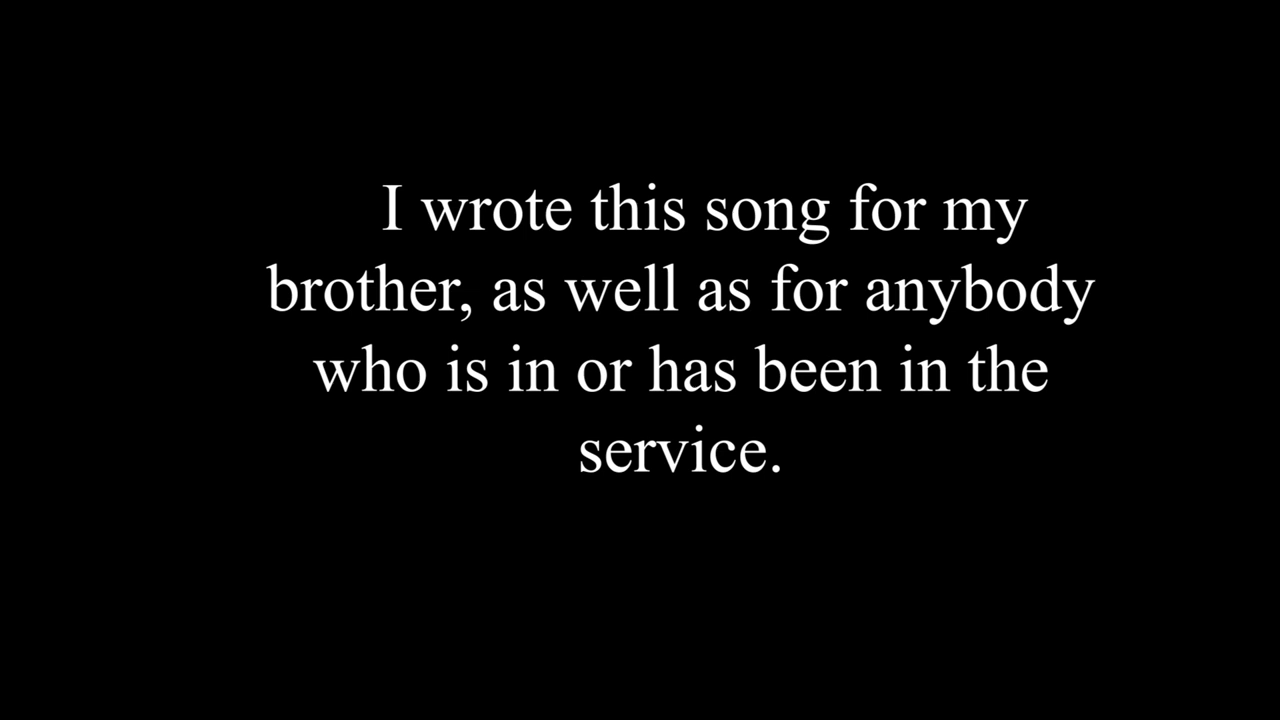 I wrote this song for my
brother, as well as for anybody
who is in or has been in the
service.